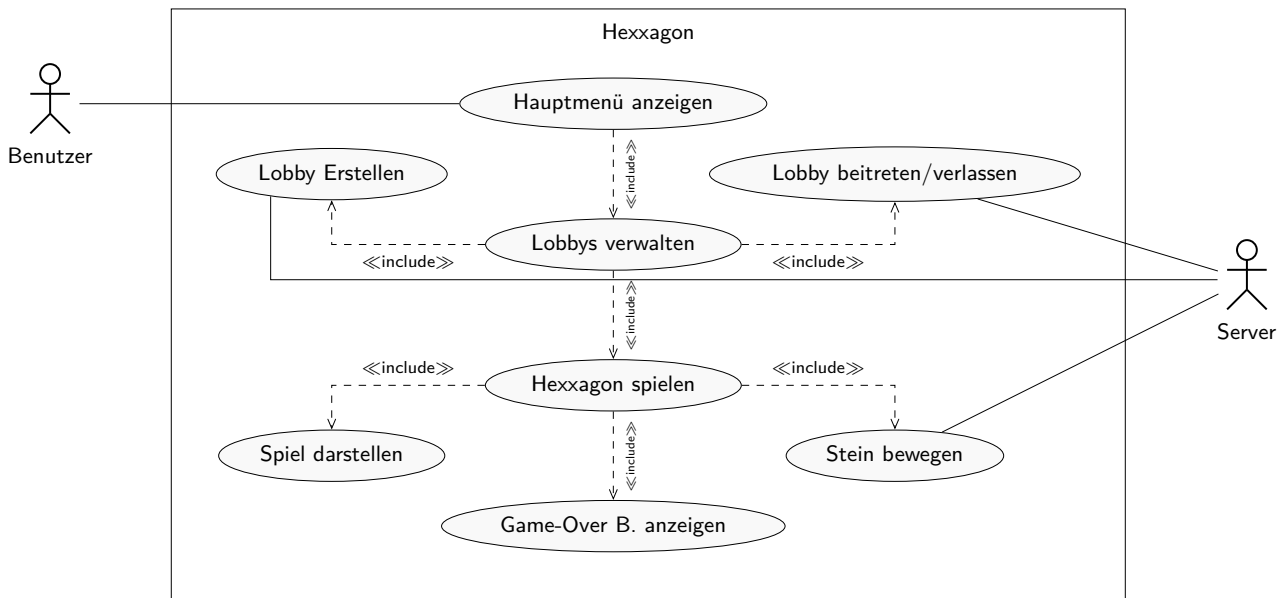 Hexxagon
Hauptmenü anzeigen
Benutzer
≪include≫
Lobby Erstellen
Lobby beitreten/verlassen
Lobbys verwalten
≪include≫
≪include≫
≪include≫
Server
≪include≫
≪include≫
Hexxagon spielen
≪include≫
Spiel darstellen
Stein bewegen
Game-Over B. anzeigen